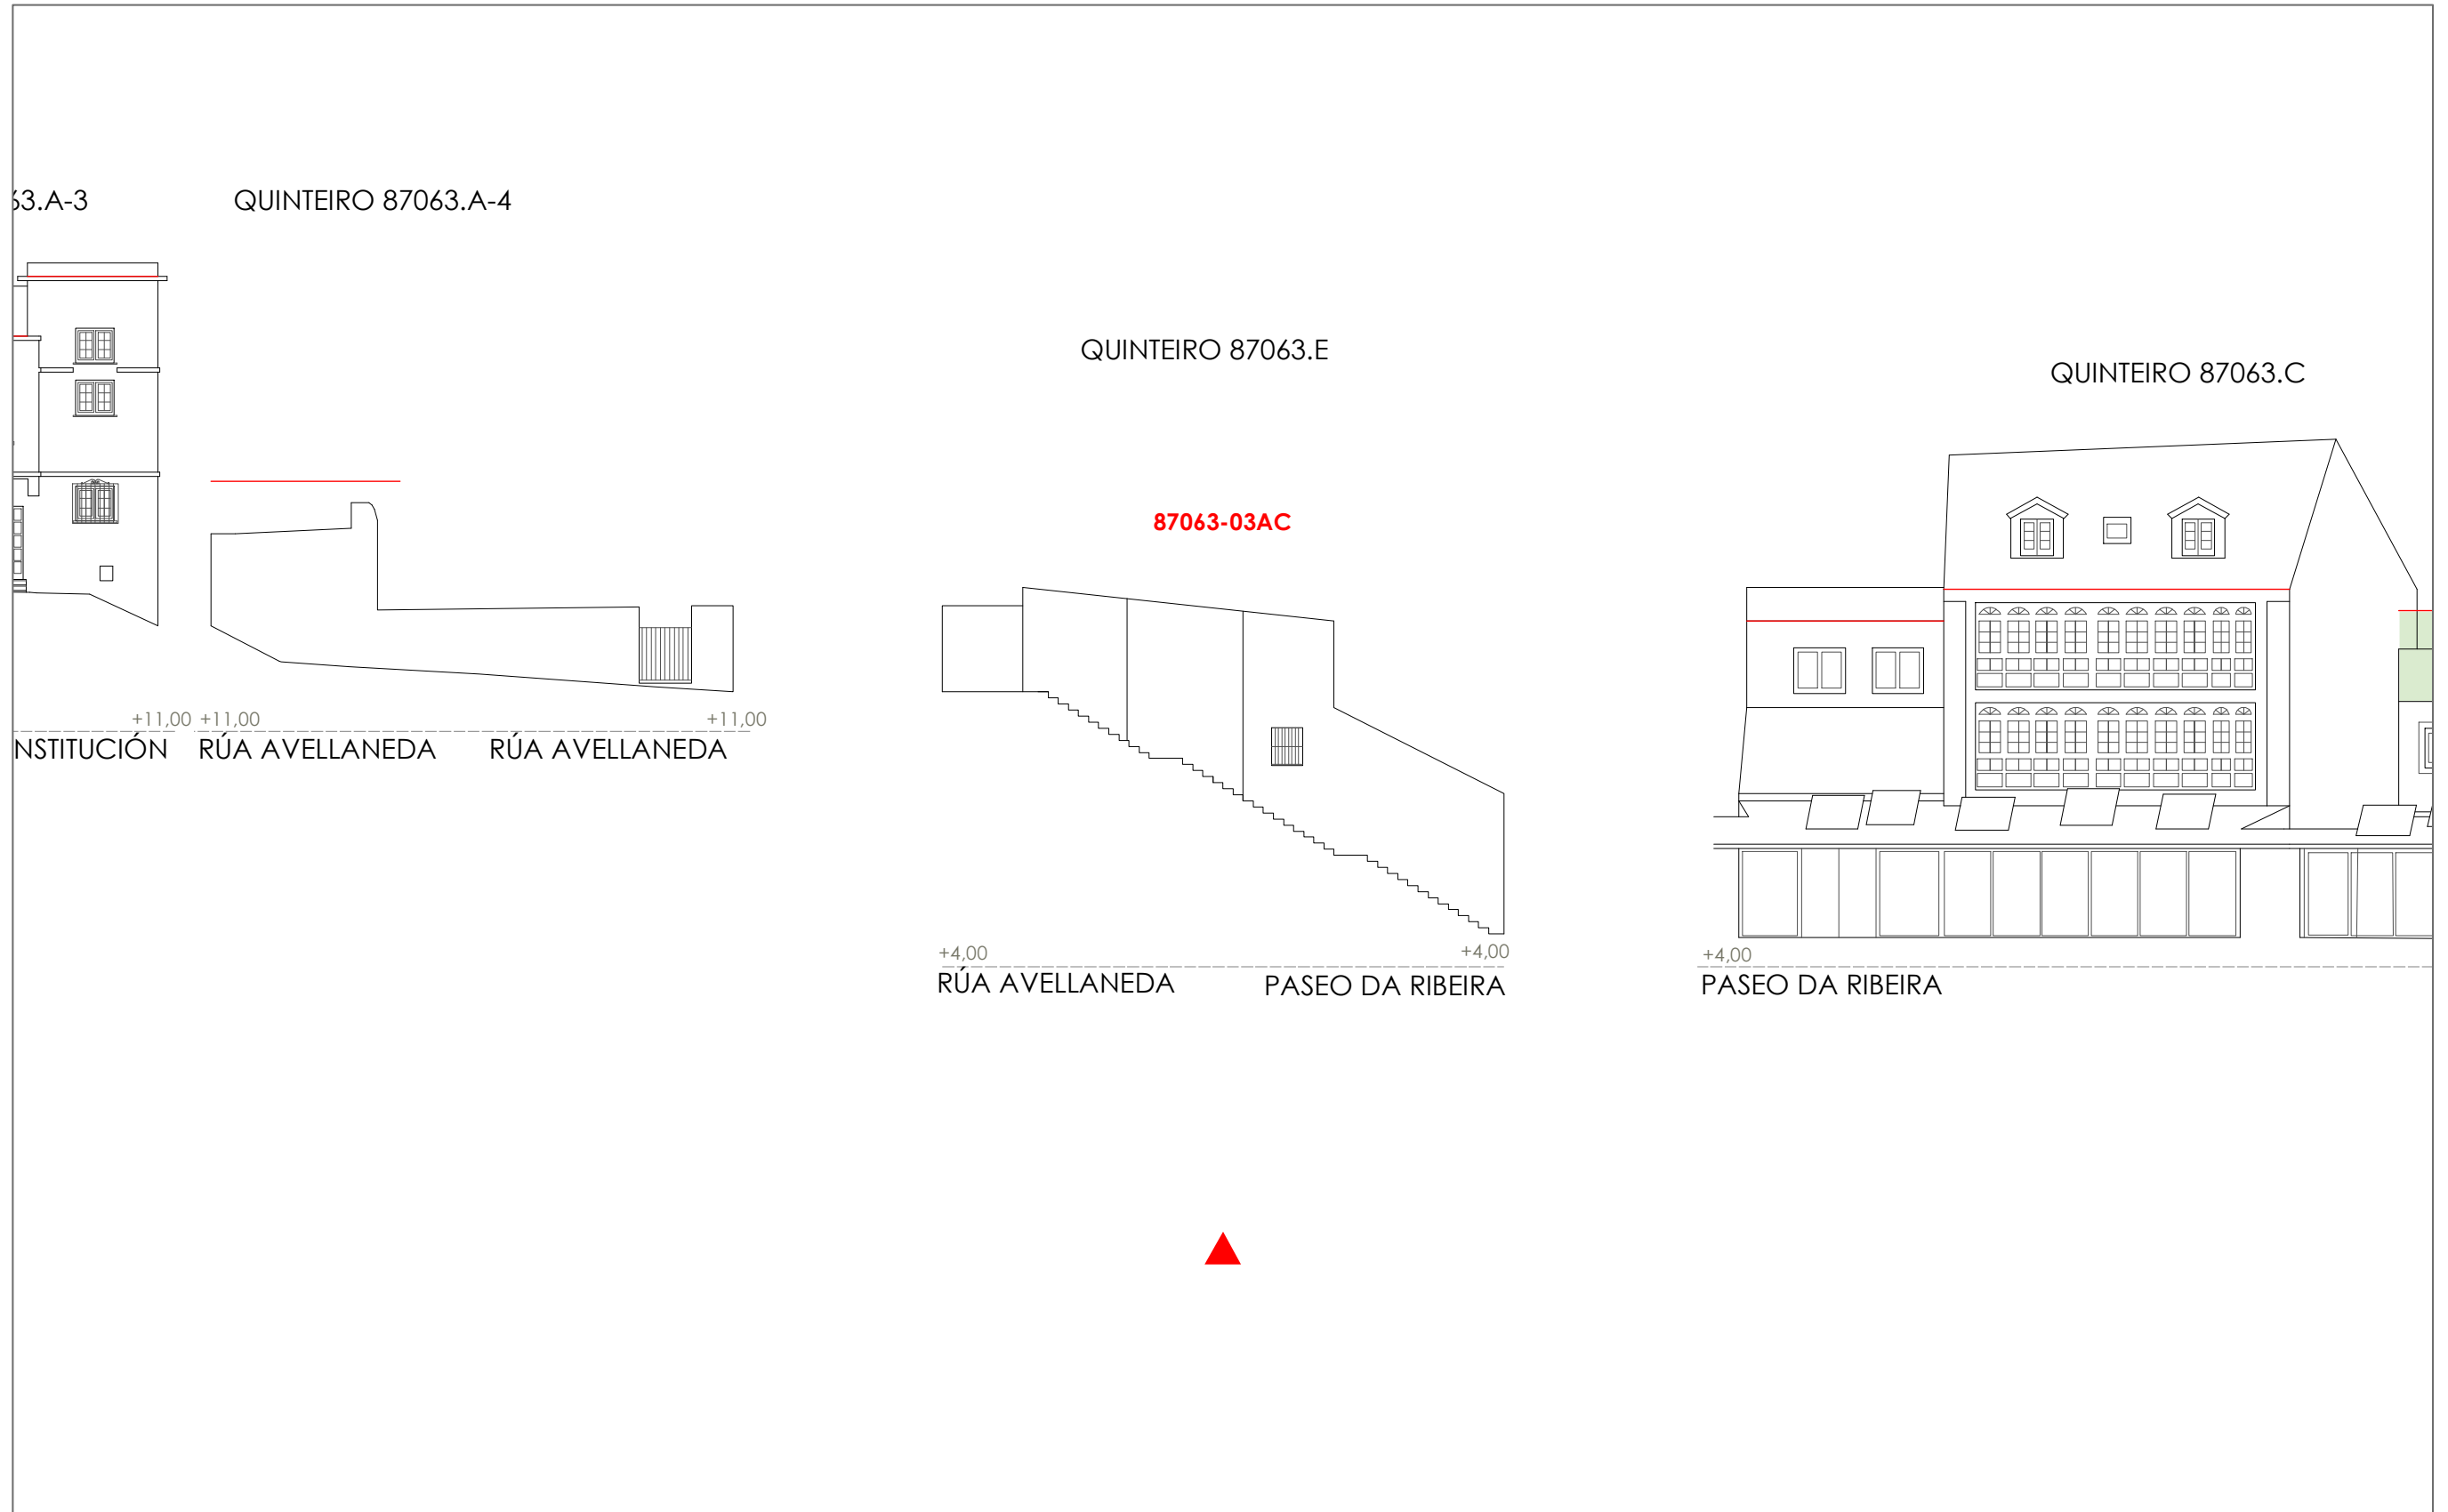 63.A-3
QUINTEIRO 87063.A-4
QUINTEIRO 87063.E
QUINTEIRO 87063.C
87063-03AC
+11,00
+11,00
+11,00
NSTITUCIÓN
RÚA AVELLANEDA
RÚA AVELLANEDA
+4,00
+4,00
RÚA AVELLANEDA
PASEO DA RIBEIRA
+4,00
PASEO DA RIBEIRA